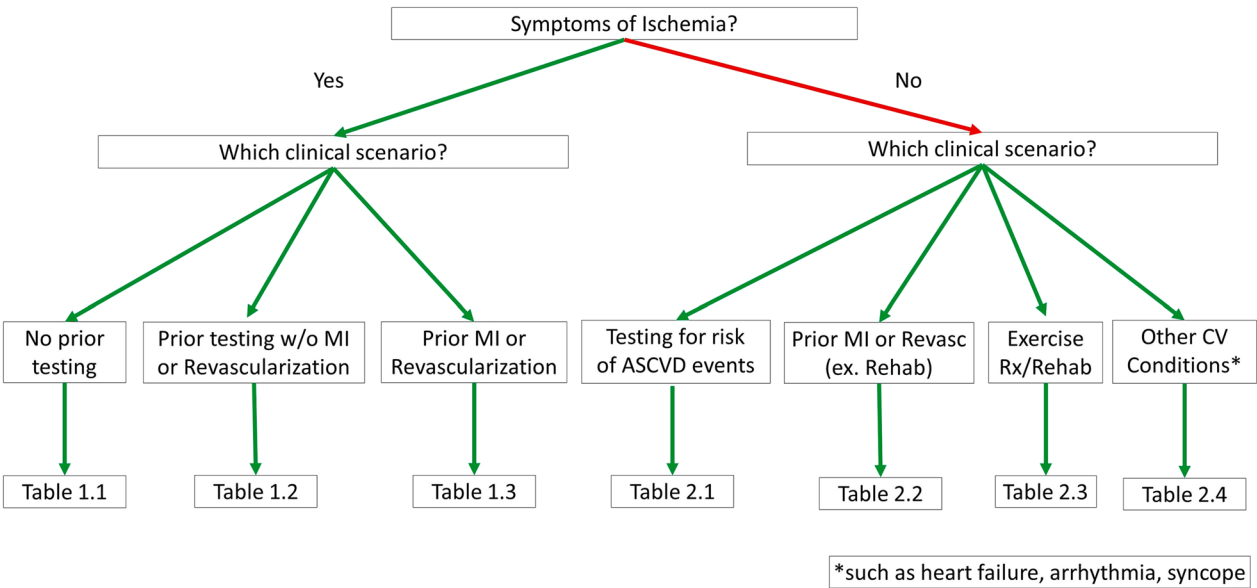 Symptoms of Ischemia?
Yes
No
Which clinical scenario?
Which clinical scenario?
No prior
testing
Prior testing w/o MI
or Revascularization
Prior MI or
Revascularization
Testing for risk
of ASCVD events
Prior MI or Revasc
(ex. Rehab)
Exercise
Rx/Rehab
Other CV
Conditions*
Table 1.1
Table 1.2
Table 1.3
Table 2.1
Table 2.2
Table 2.3
Table 2.4
*such as heart failure, arrhythmia, syncope